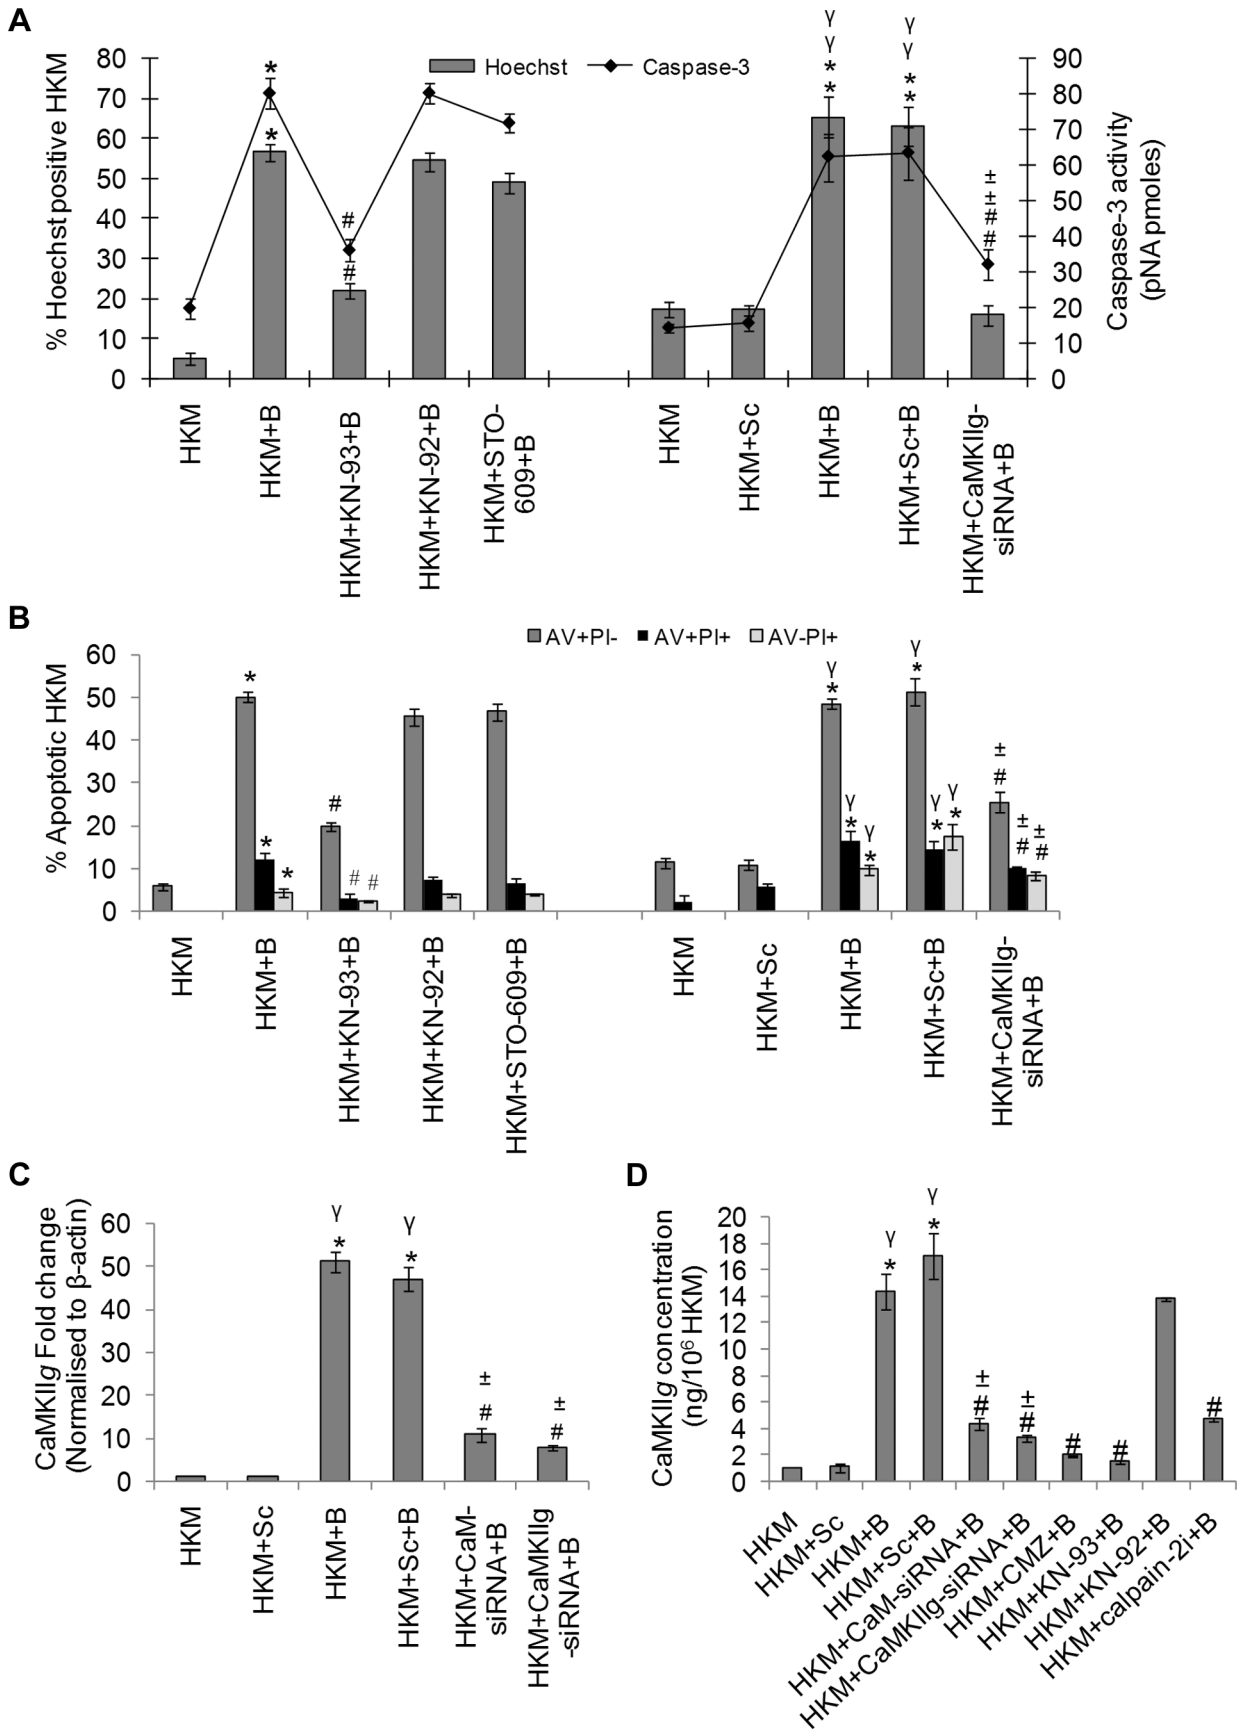 A
% Hoechst positive HKM
80
70
60
50
40
30
20
10
0
Hoechst
Caspase-3
90
80
70
60
50
40
30
20
10
0
Caspase-3 activity
(pNA pmoles)
*
*
#
#
γ
γ
*
*
γ
γ
*
*
±
±
#
#
HKM
HKM+B
HKM+KN-93+B
HKM+KN-92+B
HKM+STO-
609+B
HKM
HKM+Sc
HKM+B
HKM+Sc+B
HKM+CaMKIIg-
siRNA+B
B
% Apoptotic HKM
60
50
40
30
20
10
0
AV+PI-
AV+PI+
AV-PI+
*
*
*
#
#
#
γ
*
γ
*
γ
*
γ
*
γ
*
γ
*
±
#
±
#
±
#
HKM
HKM+B
HKM+KN-93+B
HKM+KN-92+B
HKM+STO-609+B
HKM
HKM+Sc
HKM+B
HKM+Sc+B
HKM+CaMKIIg-
siRNA+B
C
CaMKIIg Fold change
(Normalised to β-actin)
60
50
40
30
20
10
0
γ
*
γ
*
±
#
±
#
HKM
HKM+Sc
HKM+B
HKM+Sc+B
HKM+CaM-
siRNA+B
HKM+CaMKIIg
-siRNA+B
D
CaMKIIg concentration
(ng/10⁶ HKM)
20
18
16
14
12
10
8
6
4
2
0
γ
*
γ
*
±
#
±
#
#
#
#
HKM
HKM+Sc
HKM+B
HKM+Sc+B
HKM+CaM-siRNA+B
HKM+CaMKIIg-siRNA+B
HKM+CMZ+B
HKM+KN-93+B
HKM+KN-92+B
HKM+calpain-2i+B